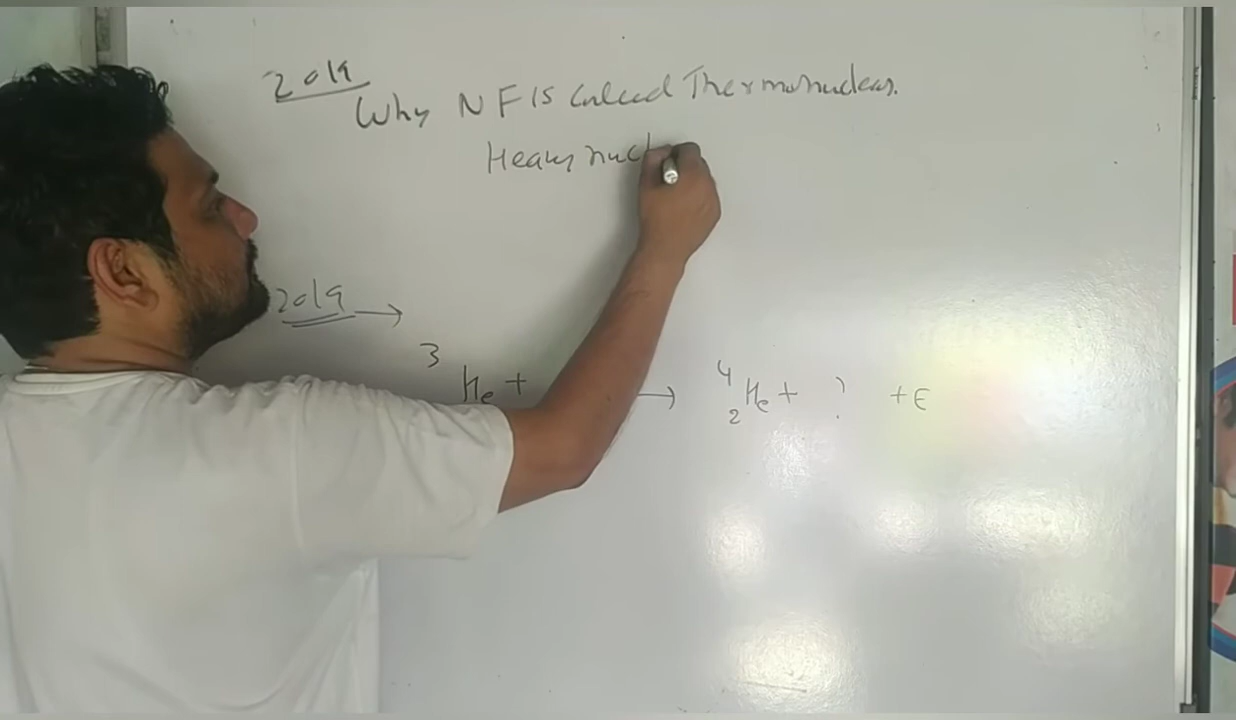 2019
Why NF is called Thermonuclear.
Heavy nucl
2019 →
3 He + → 4 2 He + ? + E